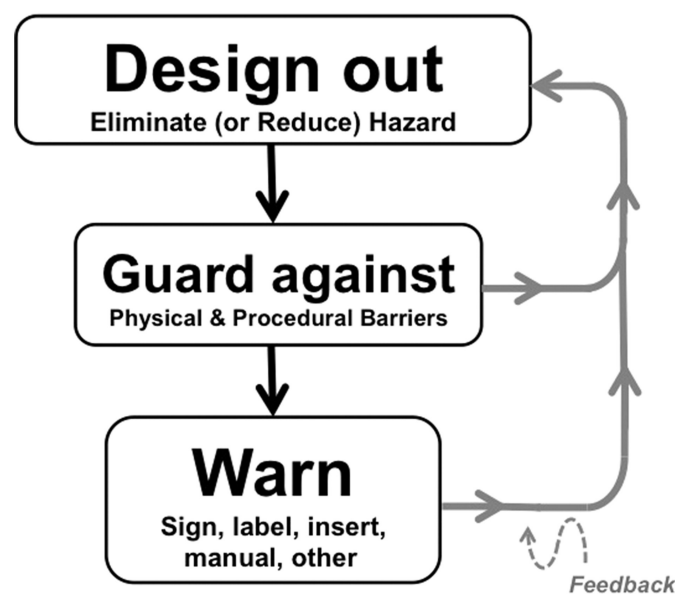 Design out
Eliminate (or Reduce) Hazard
Guard against
Physical & Procedural Barriers
Warn
Sign, label, insert,
manual, other
Feedback